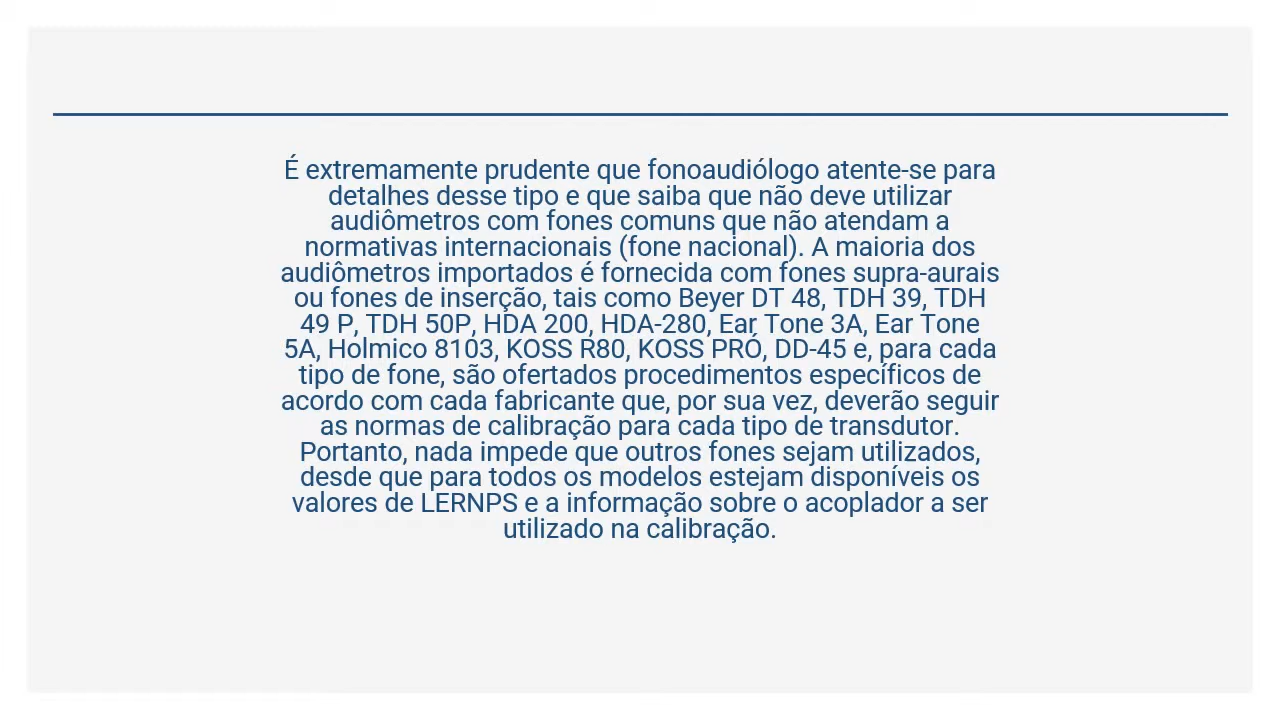 É extremamente prudente que fonoaudiólogo atente-se para
detalhes desse tipo e que saiba que não deve utilizar
audiômetros com fones comuns que não atendam a
normativas internacionais (fone nacional). A maioria dos
audiômetros importados é fornecida com fones supra-aurais
ou fones de inserção, tais como Beyer DT 48, TDH 39, TDH
49 P, TDH 50P, HDA 200, HDA-280, Ear Tone 3A, Ear Tone
5A, Holmico 8103, KOSS R80, KOSS PRÓ, DD-45 e, para cada
tipo de fone, são ofertados procedimentos específicos de
acordo com cada fabricante que, por sua vez, deverão seguir
as normas de calibração para cada tipo de transdutor.
Portanto, nada impede que outros fones sejam utilizados,
desde que para todos os modelos estejam disponíveis os
valores de LERNPS e a informação sobre o acoplador a ser
utilizado na calibração.